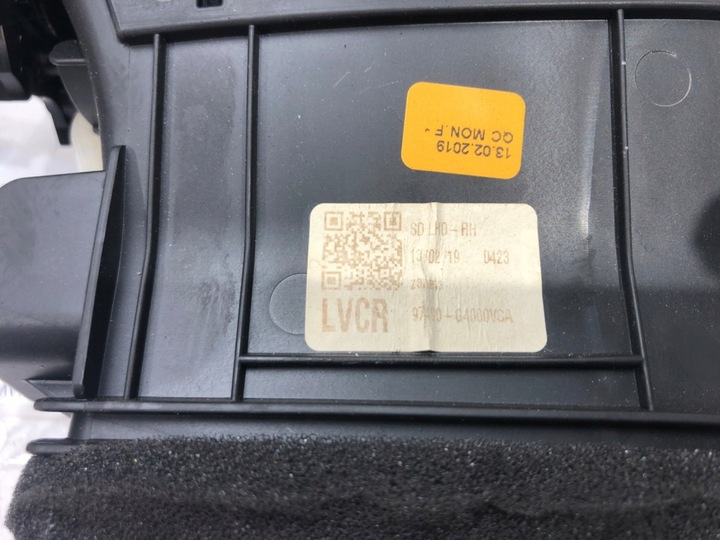 13.02.2019
QC MON.F
SD LHD-RH
13/02/19 0423
LVCR